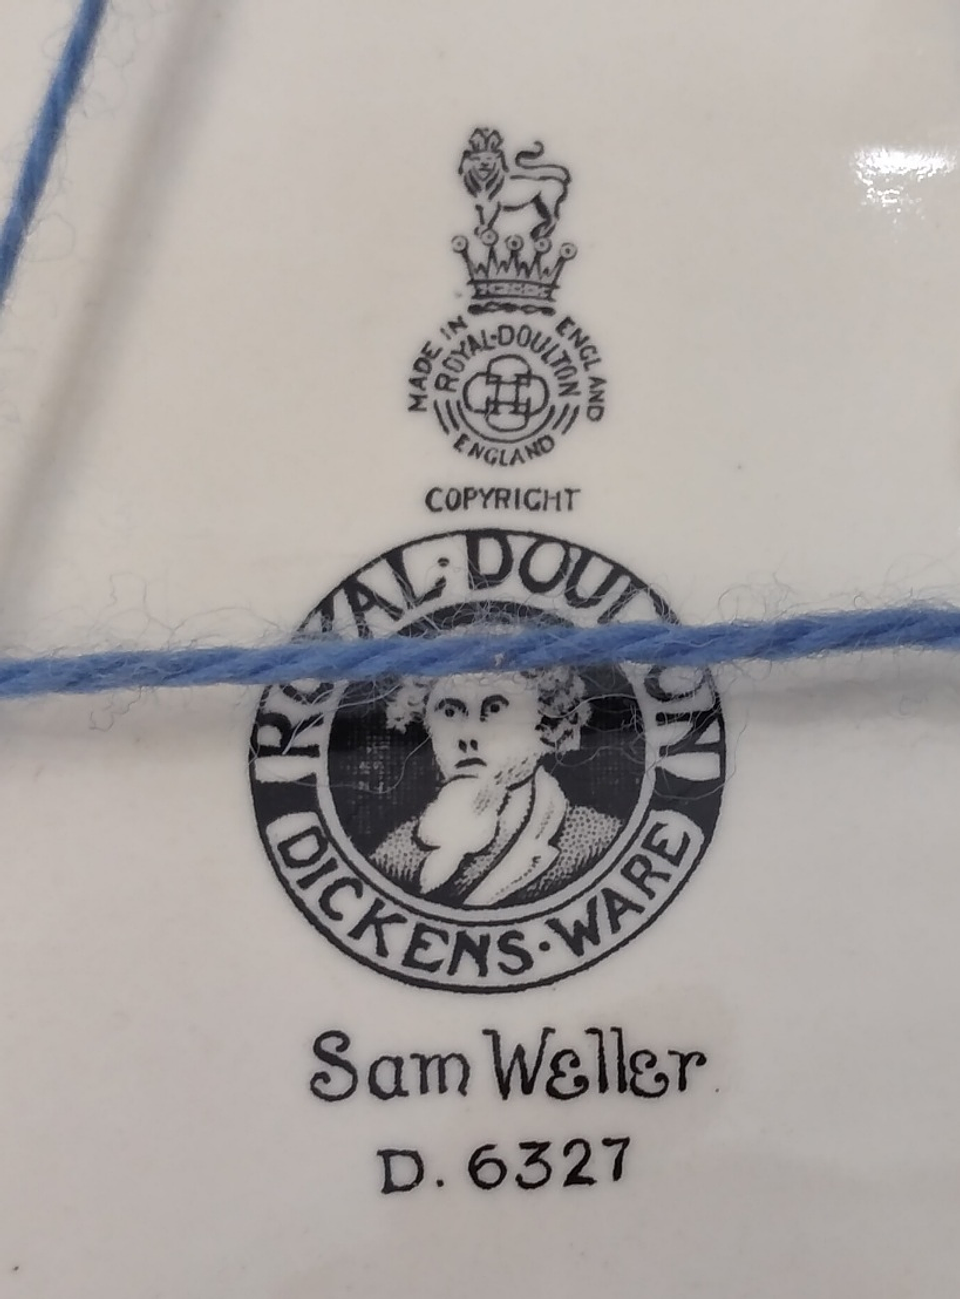 MADE IN ENGLAND
ROYAL·DOULTON
ENGLAND
COPYRIGHT
ROYAL·DOULTON
DICKENS·WARE
Sam Weller
D. 6327